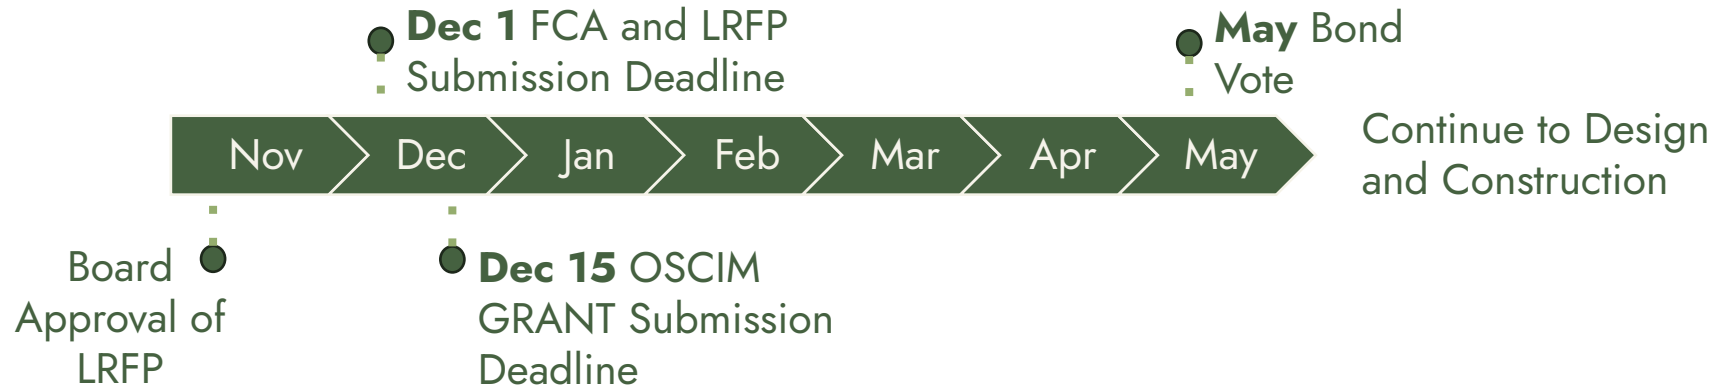 Dec 1 FCA and LRFP
Submission Deadline
May Bond
Vote
Nov
Dec
Jan
Feb
Mar
Apr
May
Continue to Design
and Construction
Board
Approval of
LRFP
Dec 15 OSCIM
GRANT Submission
Deadline